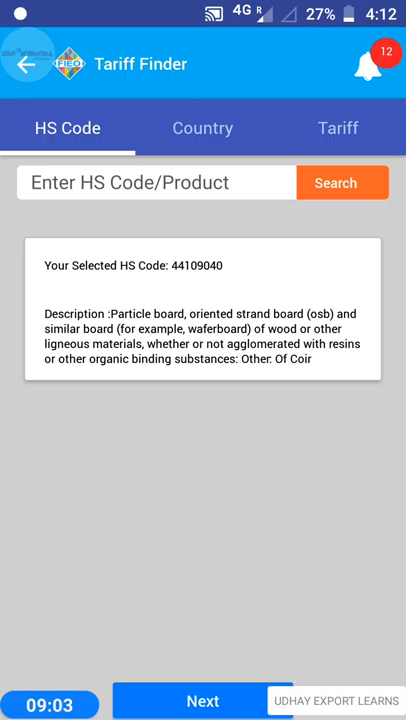 4G R 27% 4:12
FIEO Tariff Finder 12
HS Code Country Tariff
Enter HS Code/Product Search
Your Selected HS Code: 44109040
Description :Particle board, oriented strand board (osb) and
similar board (for example, waferboard) of wood or other
ligneous materials, whether or not agglomerated with resins
or other organic binding substances: Other: Of Coir
09:03 Next UDHAY EXPORT LEARNS